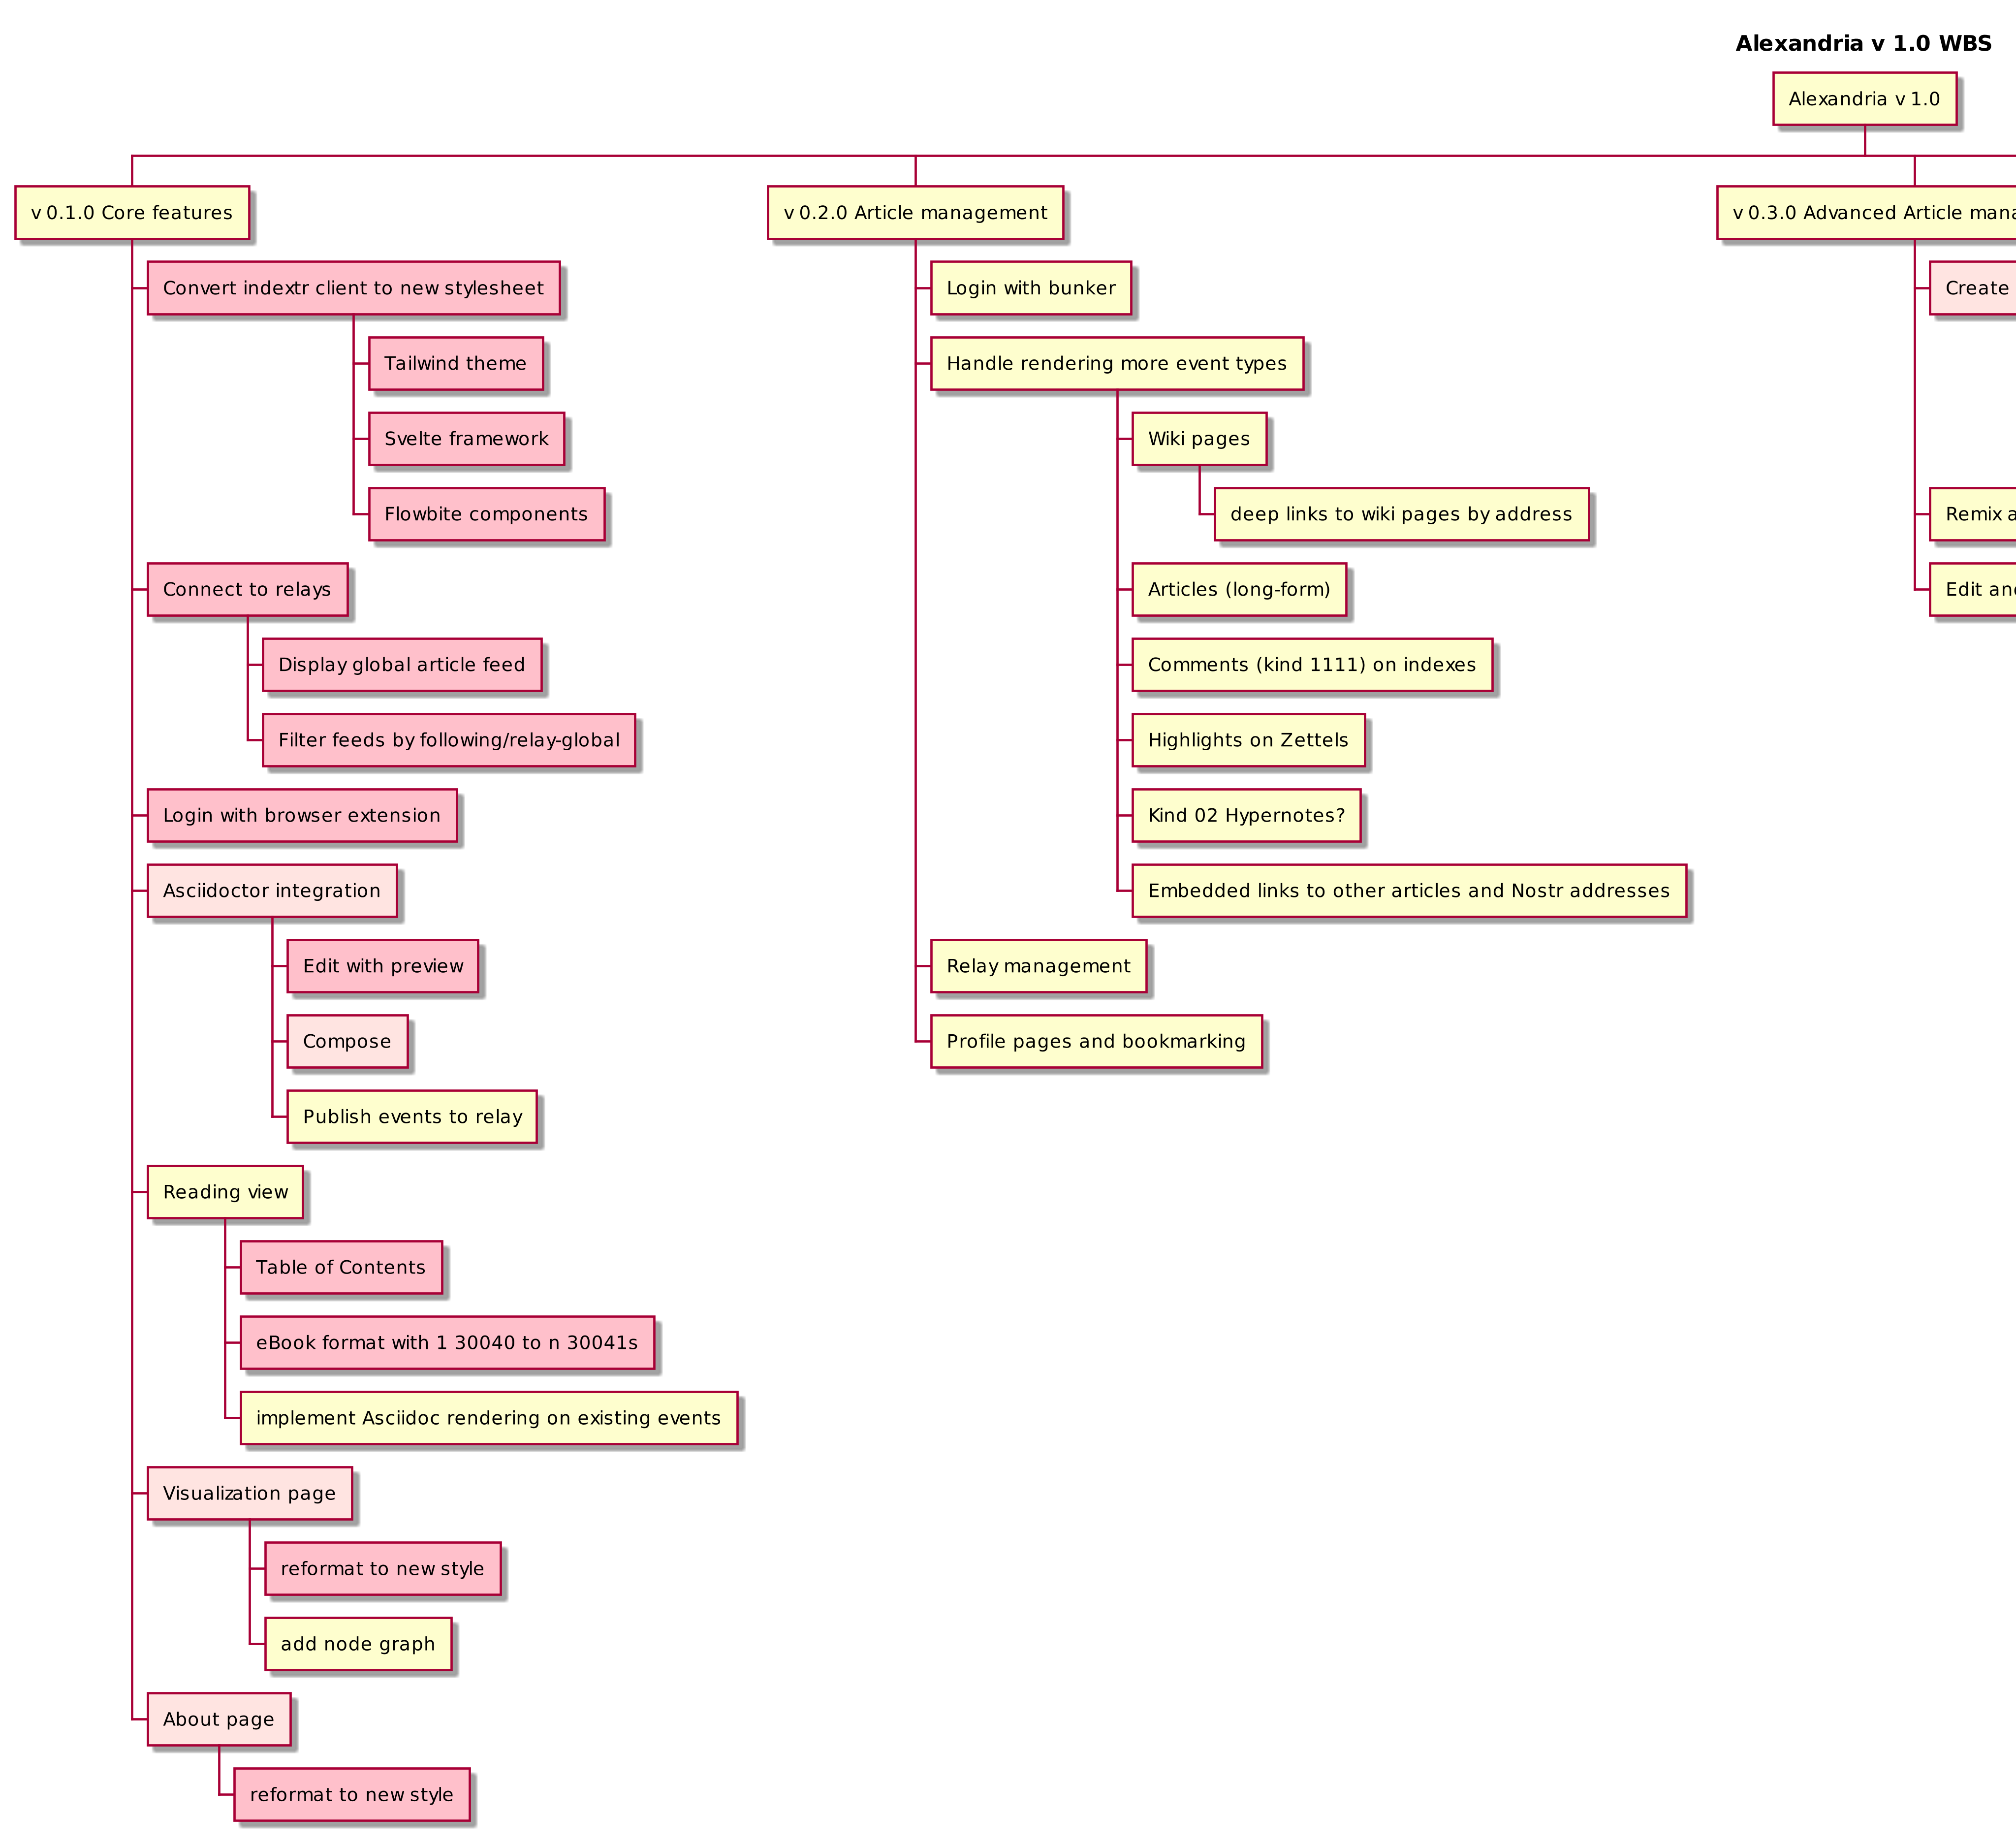 Alexandria v 1.0 WBS
Alexandria v 1.0
v 0.1.0 Core features
Convert indextr client to new stylesheet
Tailwind theme
Svelte framework
Flowbite components
Connect to relays
Display global article feed
Filter feeds by following/relay-global
Login with browser extension
Asciidoctor integration
Edit with preview
Compose
Publish events to relay
Reading view
Table of Contents
eBook format with 1 30040 to n 30041s
implement Asciidoc rendering on existing events
Visualization page
reformat to new style
add node graph
About page
reformat to new style
v 0.2.0 Article management
Login with bunker
Handle rendering more event types
Wiki pages
deep links to wiki pages by address
Articles (long-form)
Comments (kind 1111) on indexes
Highlights on Zettels
Kind 02 Hypernotes?
Embedded links to other articles and Nostr addresses
Relay management
Profile pages and bookmarking
v 0.3.0 Advanced Article
Create
Remix
Edit